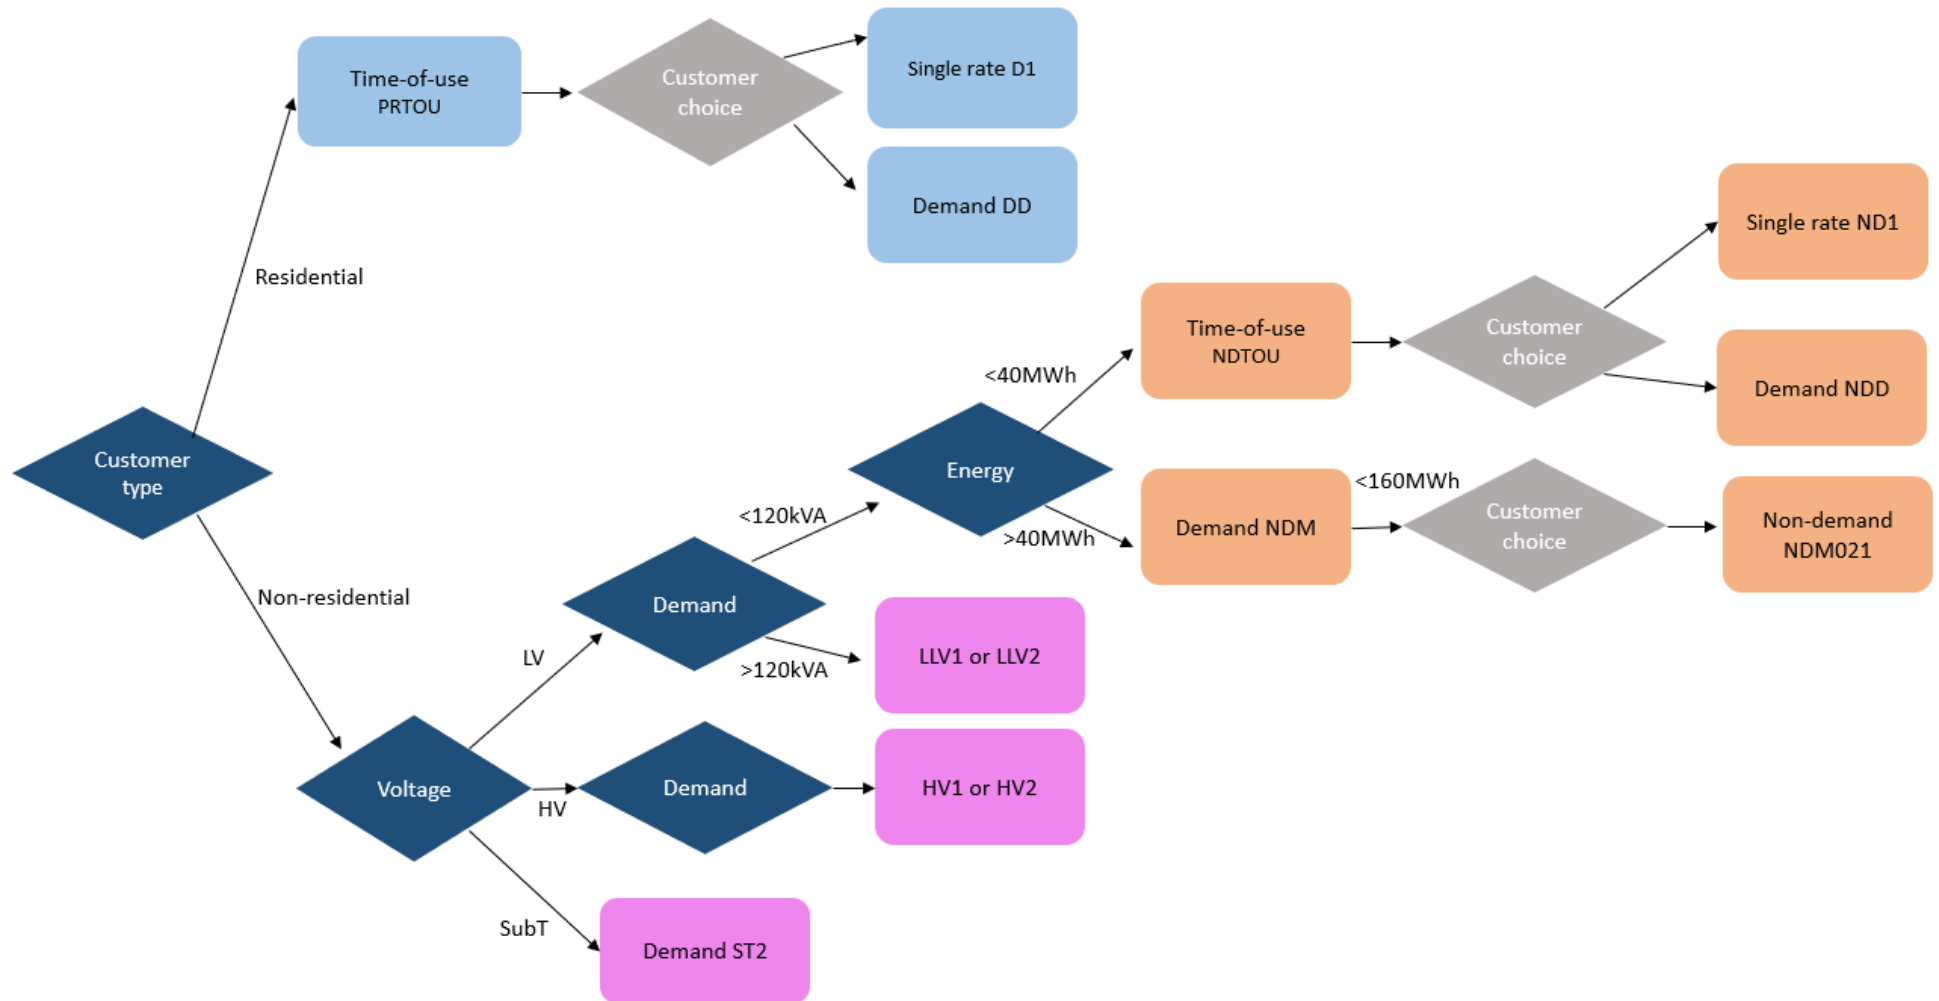 Time-of-use
PRTOU
Customer
choice
Single rate D1
Demand DD
Residential
Single rate ND1
Time-of-use
NDTOU
Customer
choice
Demand NDD
<40MWh
Customer
type
Energy
>40MWh
Demand NDM
<160MWh
Customer
choice
Non-demand
NDM021
<120kVA
Non-residential
Demand
LV
>120kVA
LLV1 or LLV2
Voltage
HV
Demand
HV1 or HV2
SubT
Demand ST2